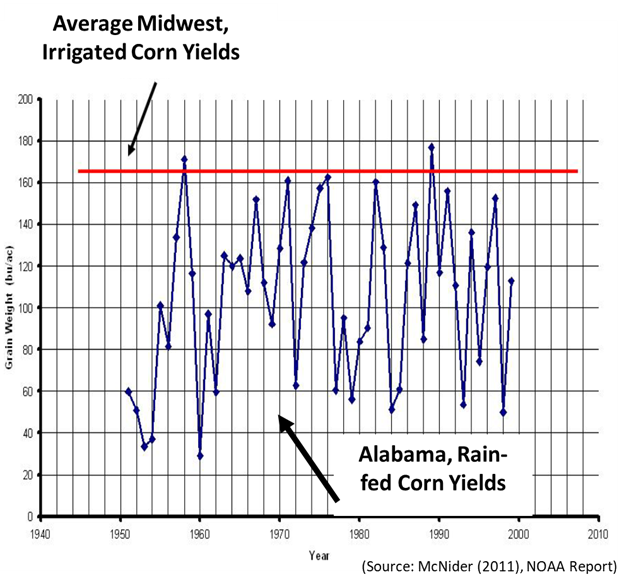 Average Midwest,
Irrigated Corn Yields
200
180
160
140
120
100
80
60
40
20
0
Grain Weight (bu/ac)
Alabama, Rain-
fed Corn Yields
1940
1950
1960
1970
1980
1990
2000
2010
Year
(Source: McNider (2011), NOAA Report)